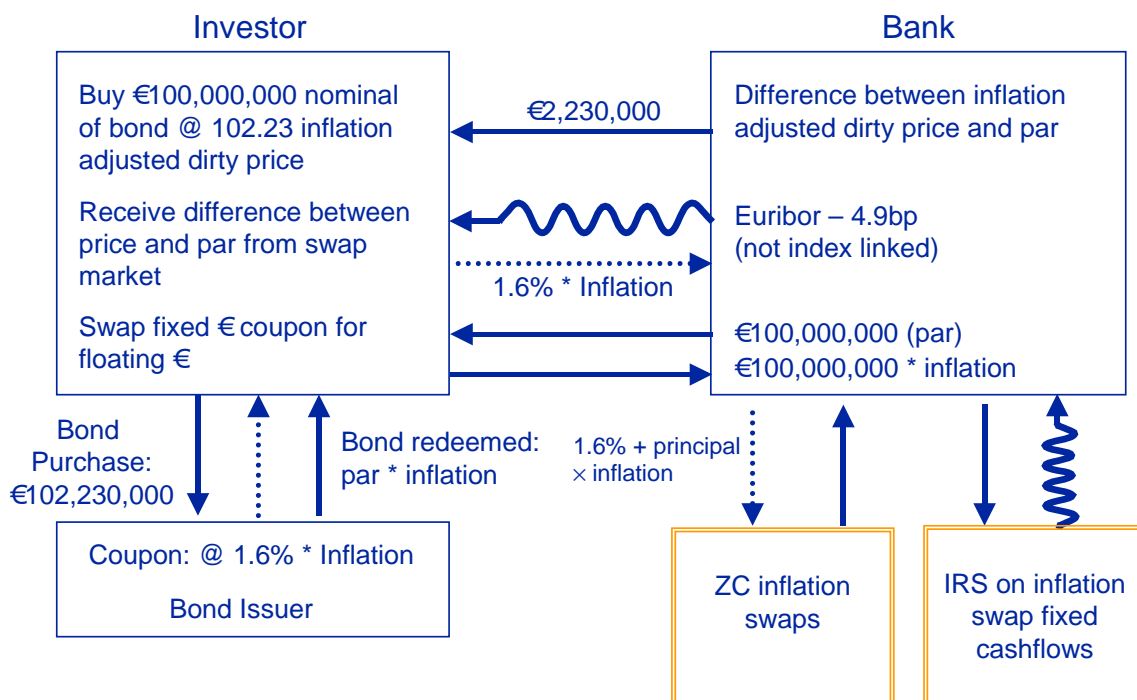 Investor
Bank
Buy €100,000,000 nominal
of bond @ 102.23 inflation
adjusted dirty price
Receive difference between
price and par from swap
market
Swap fixed € coupon for
floating €
€2,230,000
1.6% * Inflation
Difference between inflation
adjusted dirty price and par
Euribor – 4.9bp
(not index linked)
€100,000,000 (par)
€100,000,000 * inflation
Bond
Purchase:
€102,230,000
Bond redeemed:
par * inflation
1.6% + principal
× inflation
Coupon: @ 1.6% * Inflation
Bond Issuer
ZC inflation
swaps
IRS on inflation
swap fixed
cashflows